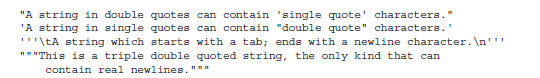 "A string in double quotes can contain 'single quote' characters."
'A string in single quotes can contain "double quote" characters.'
'''\tA string which starts with a tab; ends with a newline character.\n'''
"""This is a triple double quoted string, the only kind that can
contain real newlines."""